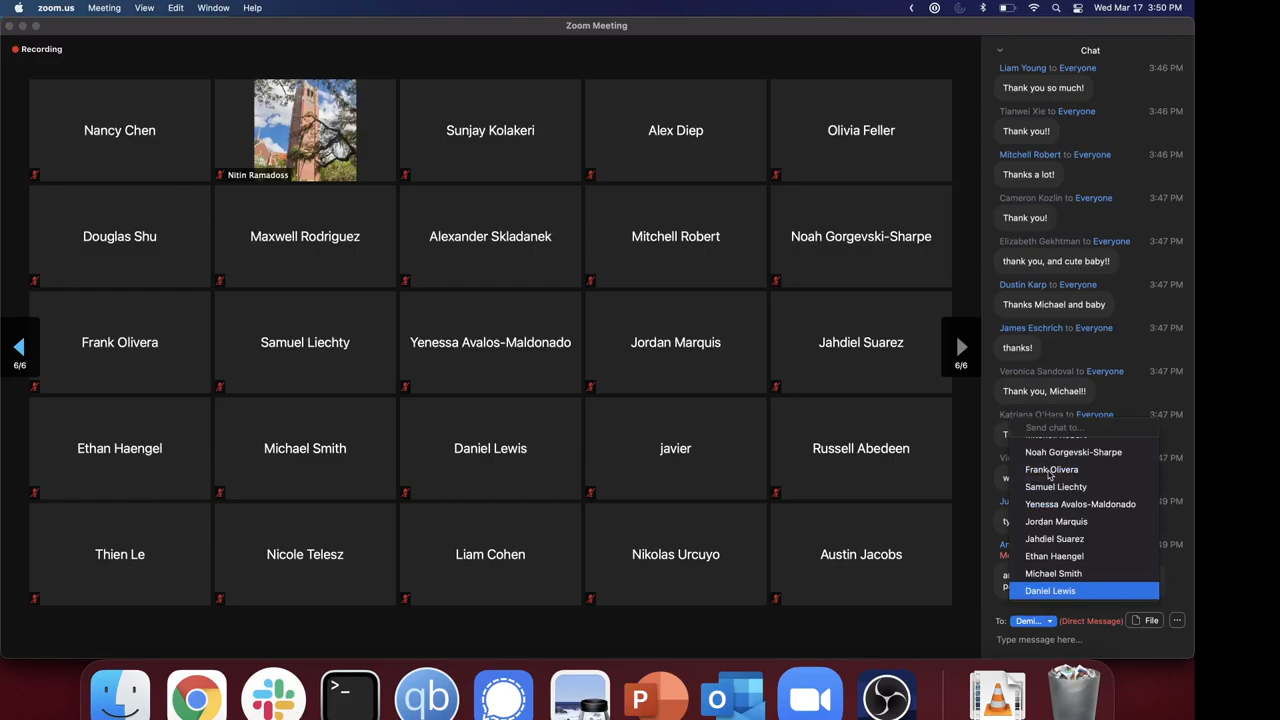 zoom.us Meeting View Edit Window Help
Wed Mar 17 3:50 PM
Zoom Meeting
Recording
Nancy Chen
Nitin Ramadoss
Sunjay Kolakeri
Alex Diep
Olivia Feller
Douglas Shu
Maxwell Rodriguez
Alexander Skladanek
Mitchell Robert
Noah Gorgevski-Sharpe
Frank Olivera
Samuel Liechty
Yenessa Avalos-Maldonado
Jordan Marquis
Jahdiel Suarez
6/6
6/6
Ethan Haengel
Michael Smith
Daniel Lewis
javier
Russell Abedeen
Thien Le
Nicole Telesz
Liam Cohen
Nikolas Urcuyo
Austin Jacobs
Chat
Liam Young to Everyone 3:46 PM
Thank you so much!
Tianwei Xie to Everyone 3:46 PM
Thank you!!
Mitchell Robert to Everyone 3:46 PM
Thanks a lot!
Cameron Kozlin to Everyone 3:47 PM
Thank you!
Elizabeth Gekhtman to Everyone 3:47 PM
thank you, and cute baby!!
Dustin Karp to Everyone 3:47 PM
Thanks Michael and baby
James Eschrich to Everyone 3:47 PM
thanks!
Veronica Sandoval to Everyone 3:47 PM
Thank you, Michael!!
Katriana O'Hara to Everyone 3:47 PM
Send chat to...
Noah Gorgevski-Sharpe
3:47 PM
Frank Olivera
Samuel Liechty
Yenessa Avalos-Maldonado
Jordan Marquis
Jahdiel Suarez
Ethan Haengel
Michael Smith
Daniel Lewis
To: Demi... (Direct Message) File ...
Type message here...
>_
qb
P
O